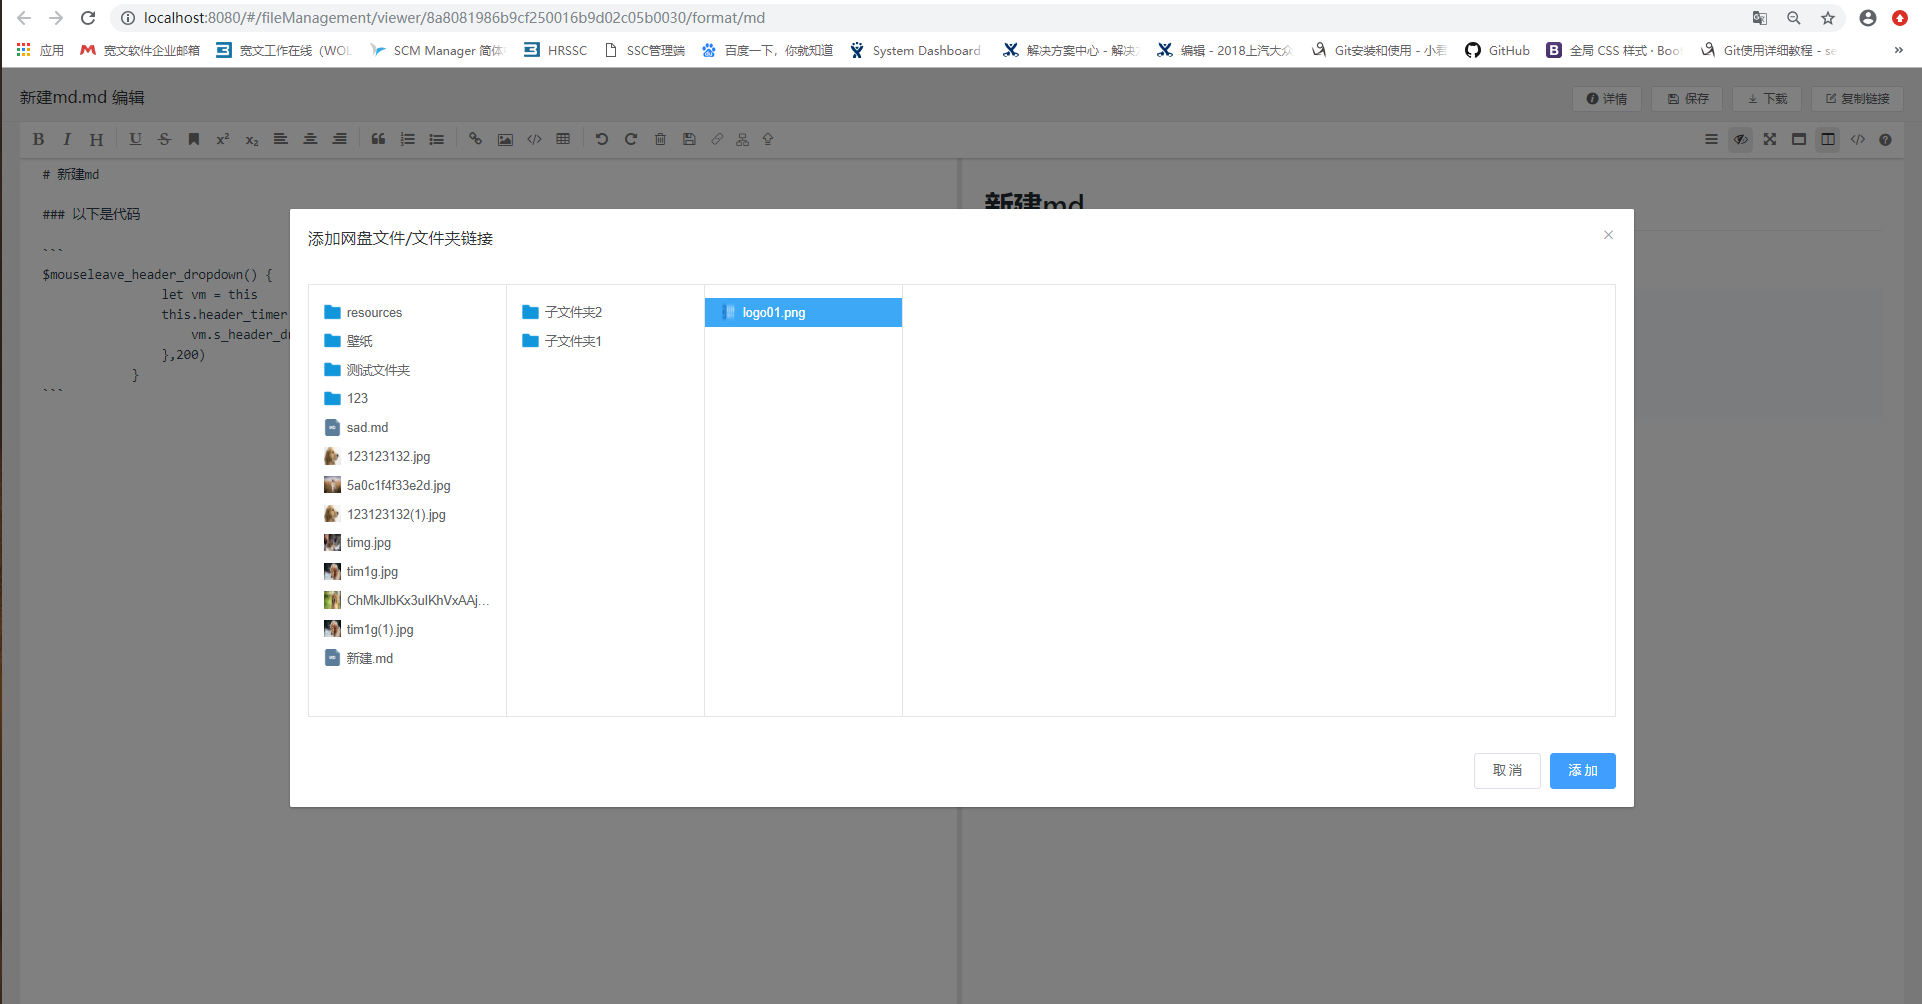 localhost:8080/#/fileManagement/viewer/8a8081986b9cf250016b9d02c05b0030/format/md
应用 宽文软件企业邮箱 宽文工作在线（WOL SCM Manager 简体 HRSSC SSC管理端 百度一下，你就知道 System Dashboard 解决方案中心 - 解决 编辑 - 2018上汽大众 Git安装和使用 - 小君 GitHub B 全局 CSS 样式 · Boo Git使用详细教程 - se »
新建md.md 编辑 详情 保存 下载 复制链接
B I H U S x² x₂
# 新建md
### 以下是代码
```
$mouseleave_header_dropdown() {
let vm = this
this.header_timer
vm.s_header_dr
},200)
}
```
新建md
添加网盘文件/文件夹链接
resources
壁纸
测试文件夹
123
sad.md
123123132.jpg
5a0c1f4f33e2d.jpg
123123132(1).jpg
timg.jpg
tim1g.jpg
ChMkJlbKx3ulKhVxAAj...
tim1g(1).jpg
新建.md
子文件夹2
子文件夹1
logo01.png
取消 添加